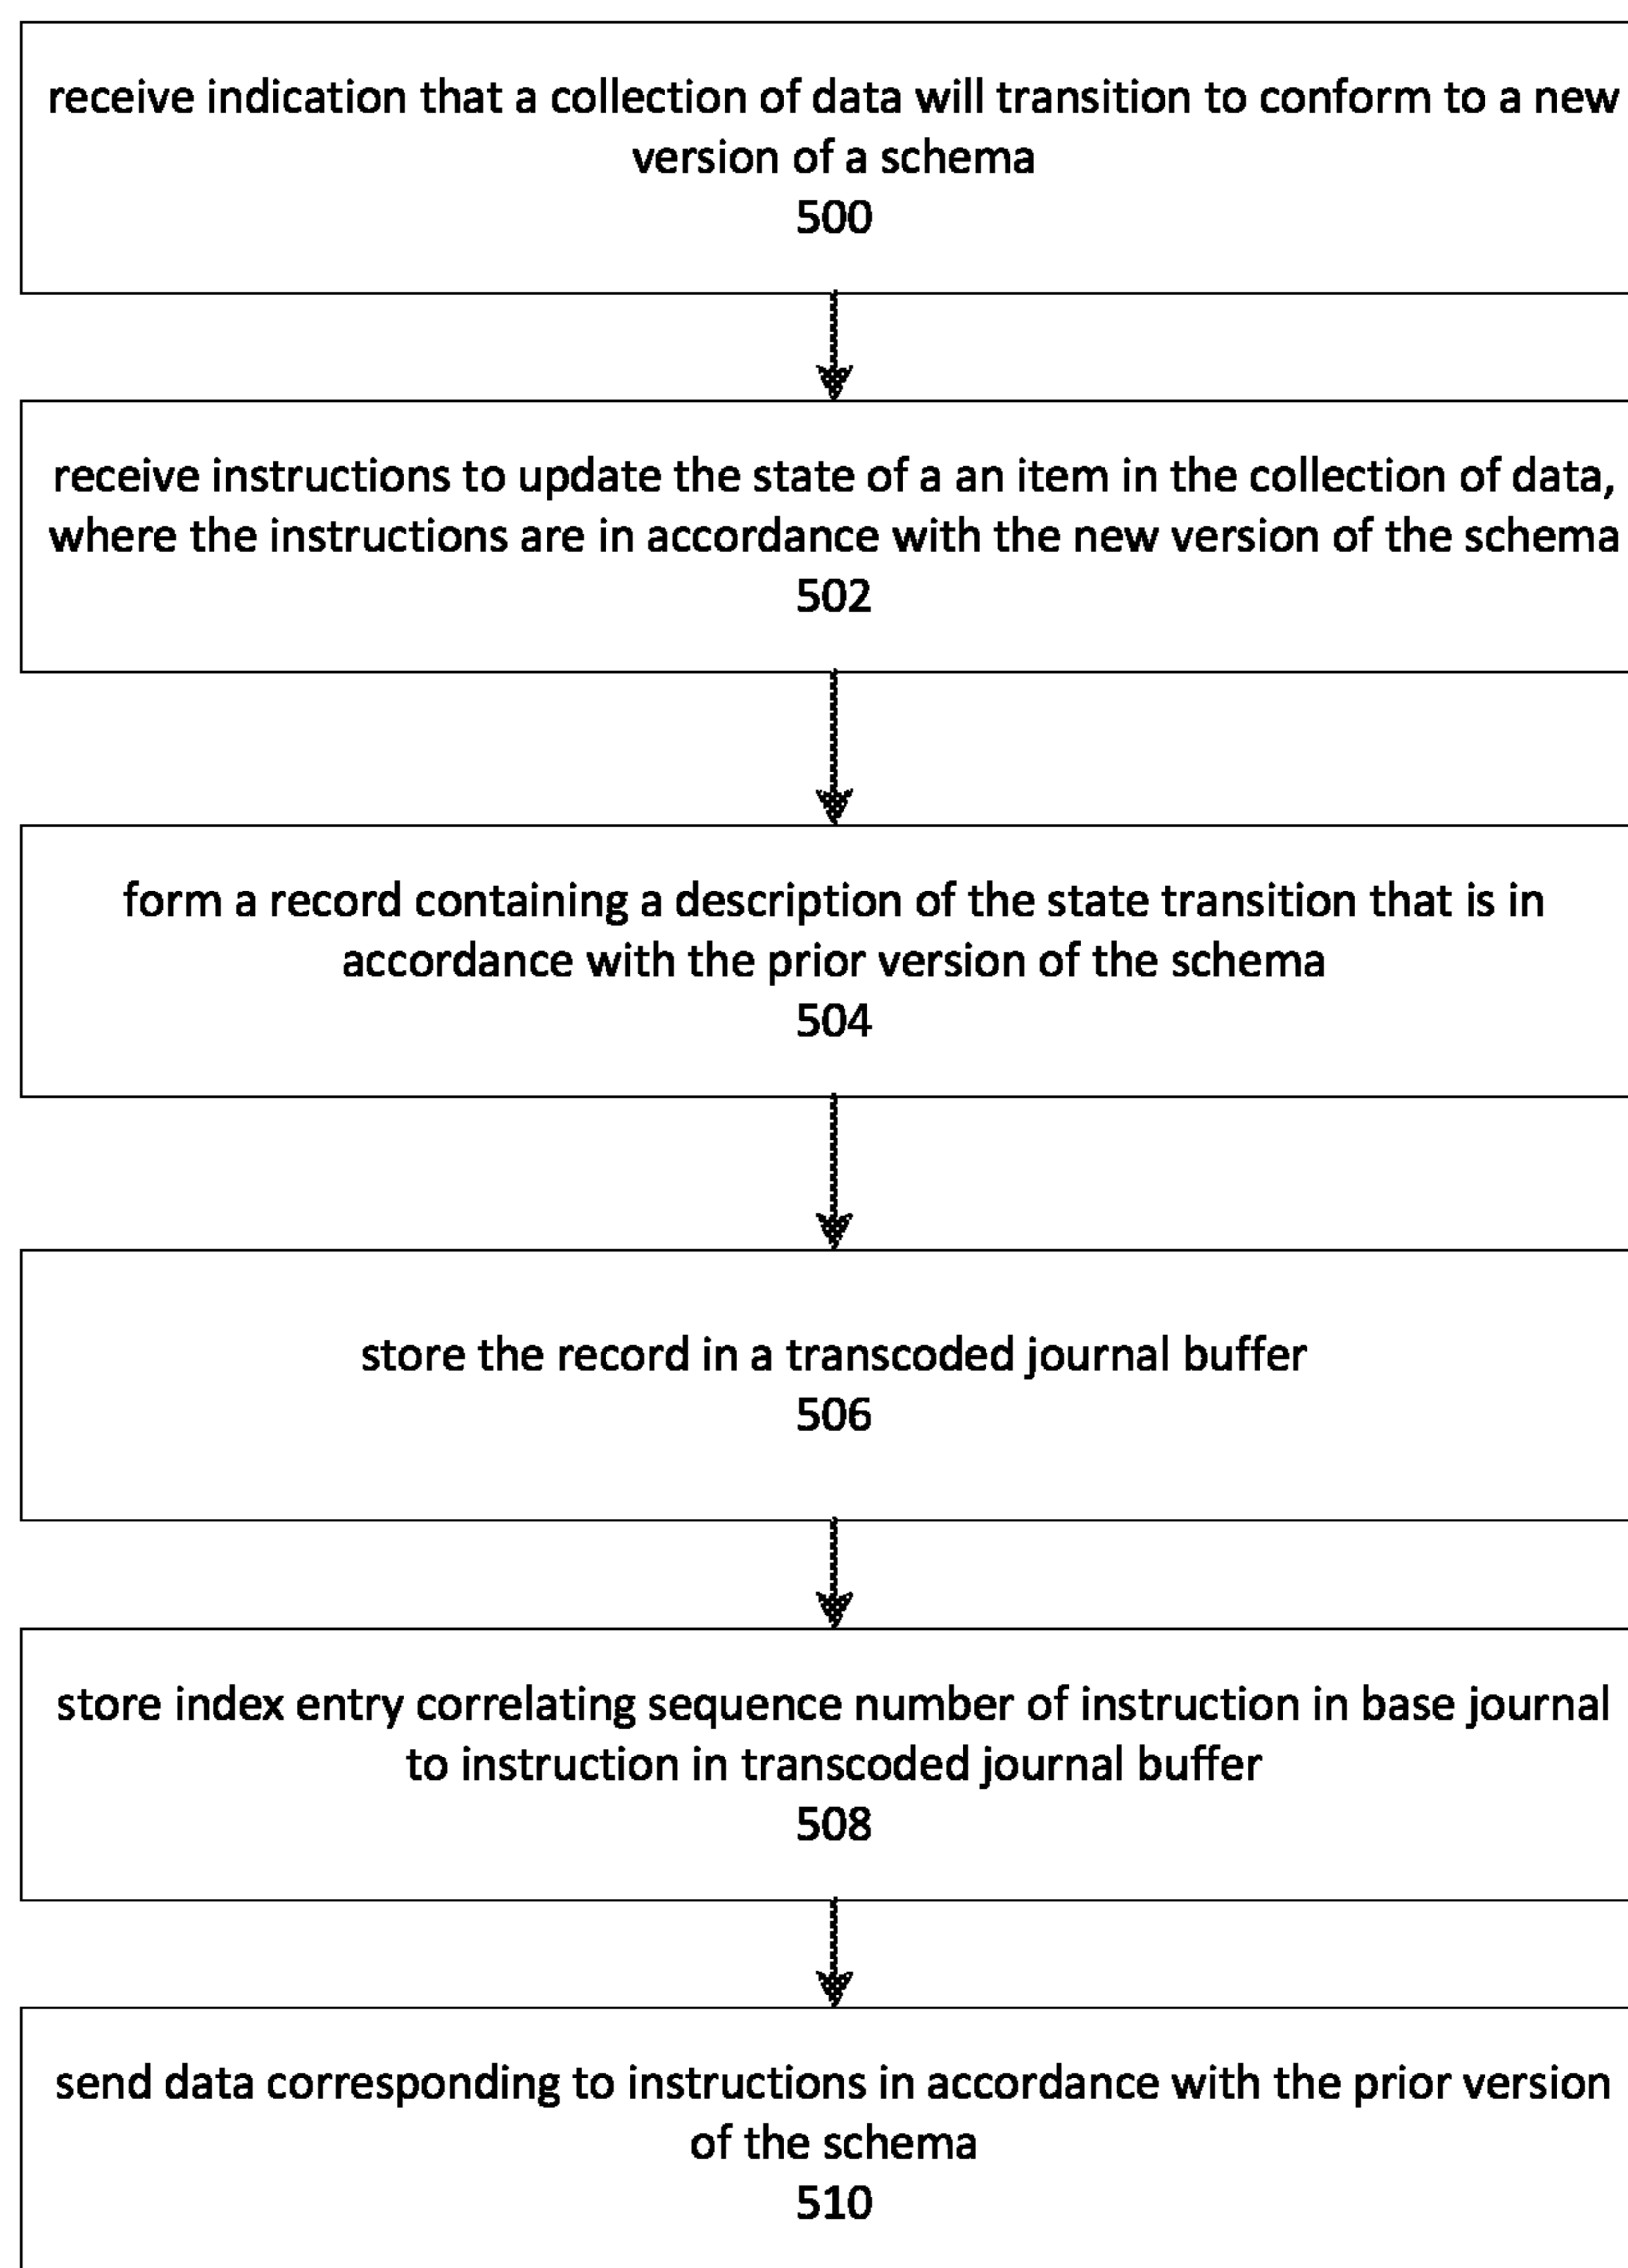 receive indication that a collection of data will transition to conform to a new
version of a schema
500
receive instructions to update the state of a an item in the collection of data,
where the instructions are in accordance with the new version of the schema
502
form a record containing a description of the state transition that is in
accordance with the prior version of the schema
504
store the record in a transcoded journal buffer
506
store index entry correlating sequence number of instruction in base journal
to instruction in transcoded journal buffer
508
send data corresponding to instructions in accordance with the prior version
of the schema
510